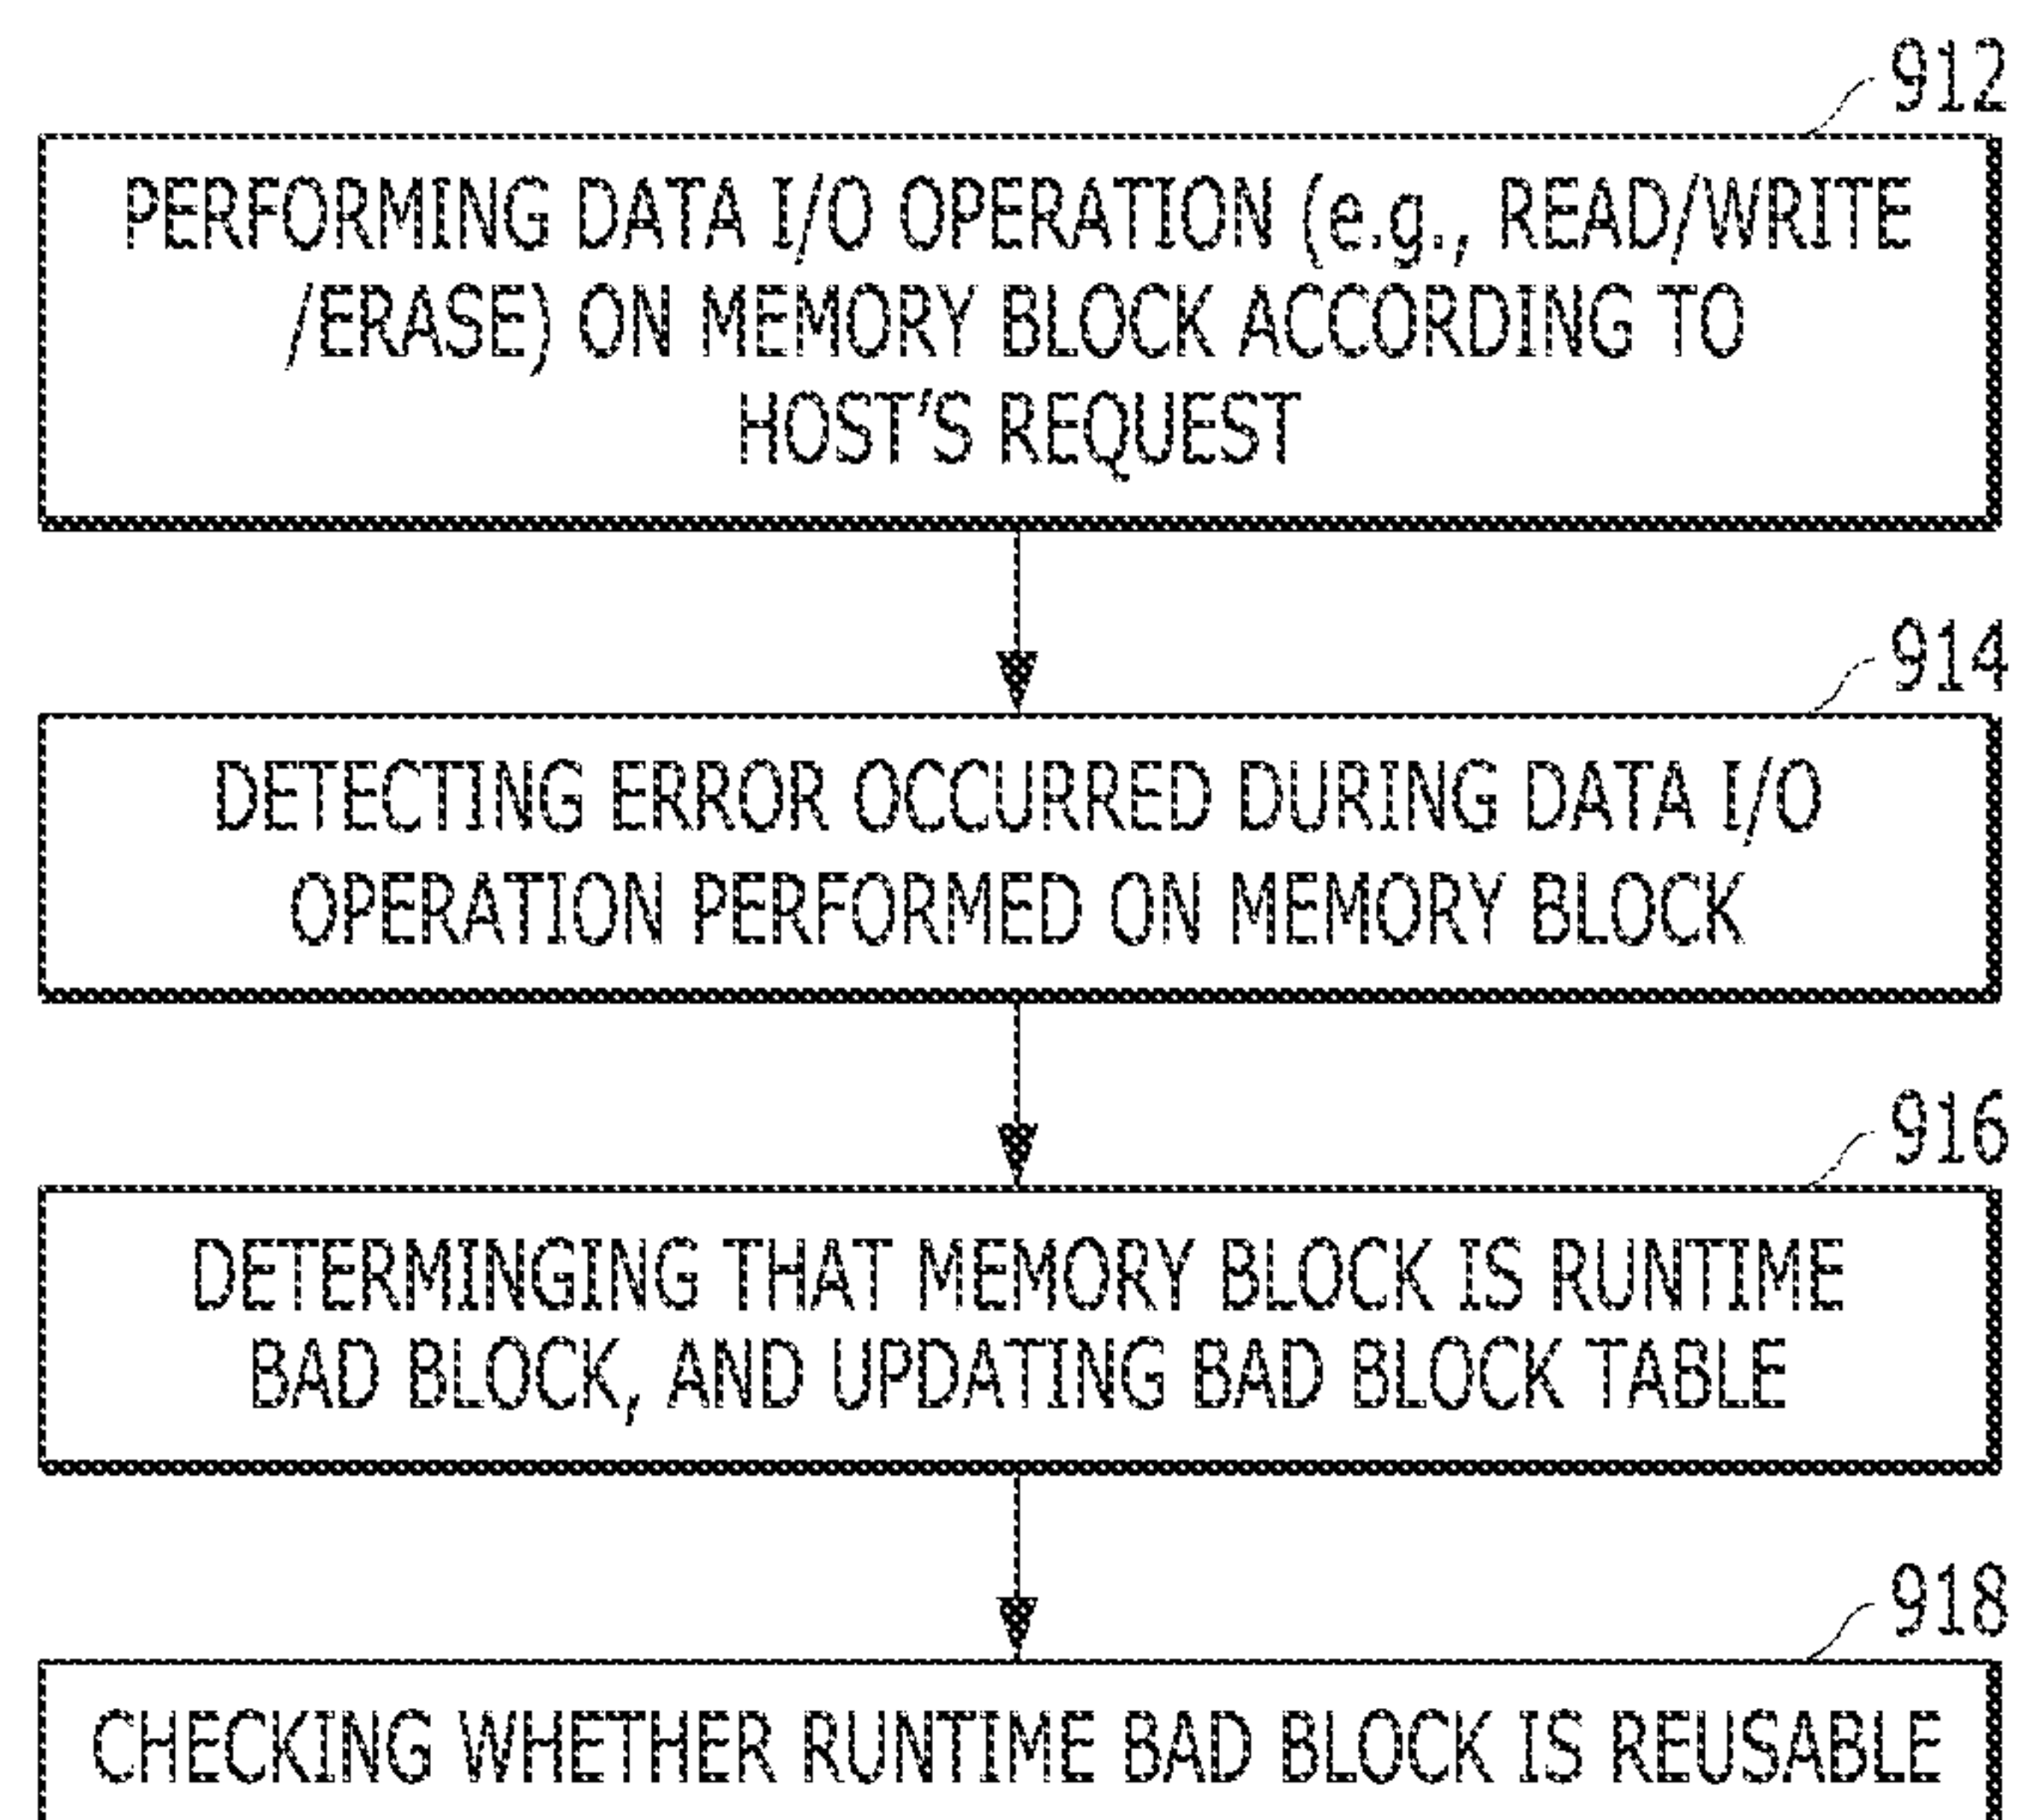 912
PERFORMING DATA I/O OPERATION (e.g., READ/WRITE
/ERASE) ON MEMORY BLOCK ACCORDING TO
HOST'S REQUEST
914
DETECTING ERROR OCCURRED DURING DATA I/O
OPERATION PERFORMED ON MEMORY BLOCK
916
DETERMINGING THAT MEMORY BLOCK IS RUNTIME
BAD BLOCK, AND UPDATING BAD BLOCK TABLE
918
CHECKING WHETHER RUNTIME BAD BLOCK IS REUSABLE